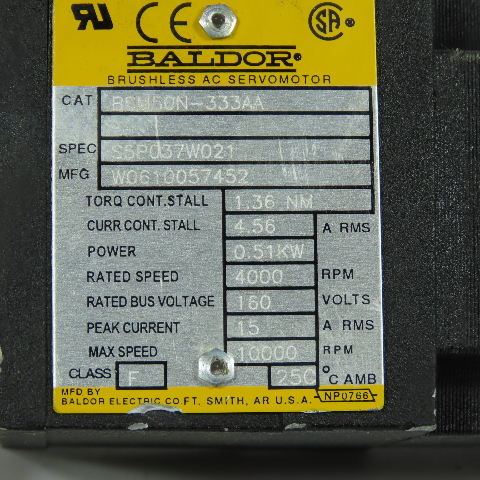 BALDOR
BRUSHLESS AC SERVOMOTOR
CAT BSM60N-333AA
SPEC S5P037W021
MFG W0610057452
TORQ CONT.STALL 1.36 NM
CURR CONT. STALL 4.56 A RMS
POWER 0.51KW
RATED SPEED 4000 RPM
RATED BUS VOLTAGE 160 VOLTS
PEAK CURRENT 15 A RMS
MAX SPEED 10000 RPM
CLASS F 250 °C AMB
MFD BY
BALDOR ELECTRIC CO FT. SMITH, AR U.S.A. NP0766